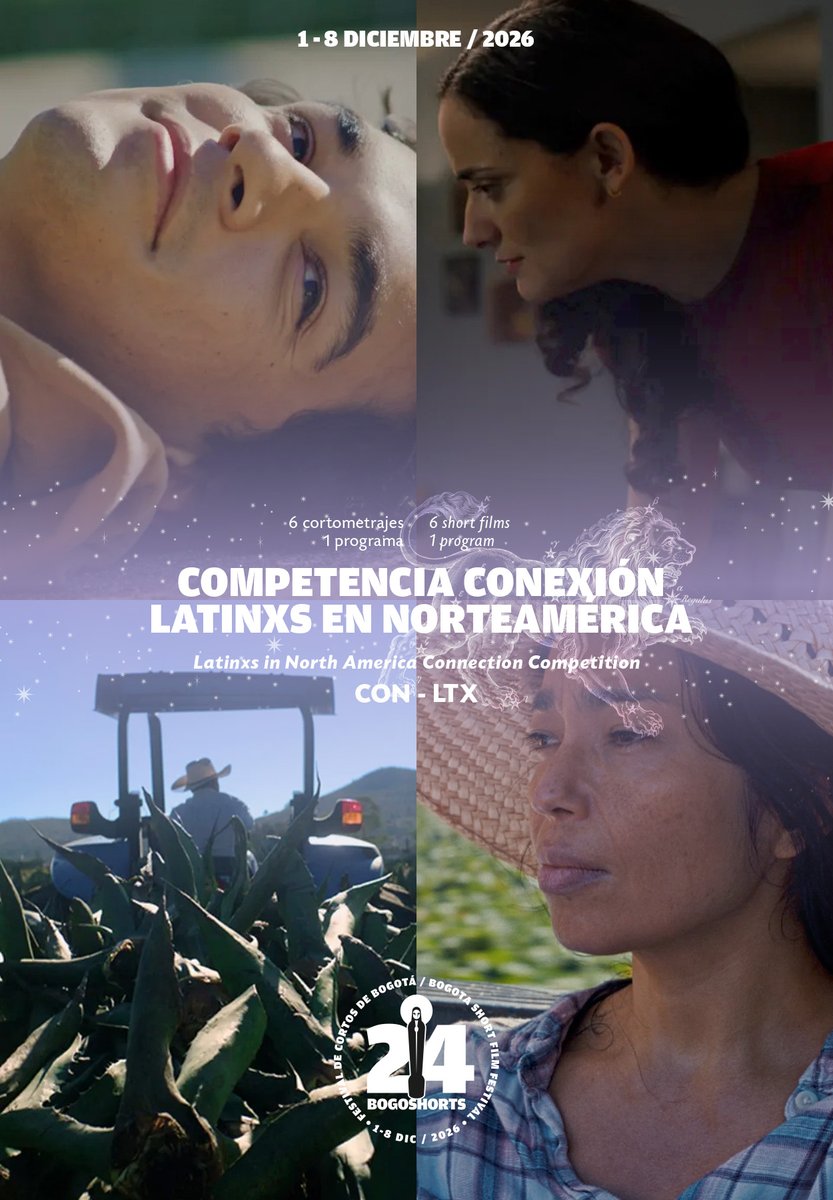 1 - 8 DICIEMBRE / 2026
6 cortometrajes
1 programa
6 short films
1 program
COMPETENCIA CONEXIÓN
LATINXS EN NORTEAMÉRICA
Latinxs in North America Connection Competition
CON - LTX
α
Regulus
FESTIVAL DE CORTOS DE BOGOTÁ / BOGOTA SHORT FILM FESTIVAL
24
BOGOSHORTS
• 1-8 DIC / 2026 •